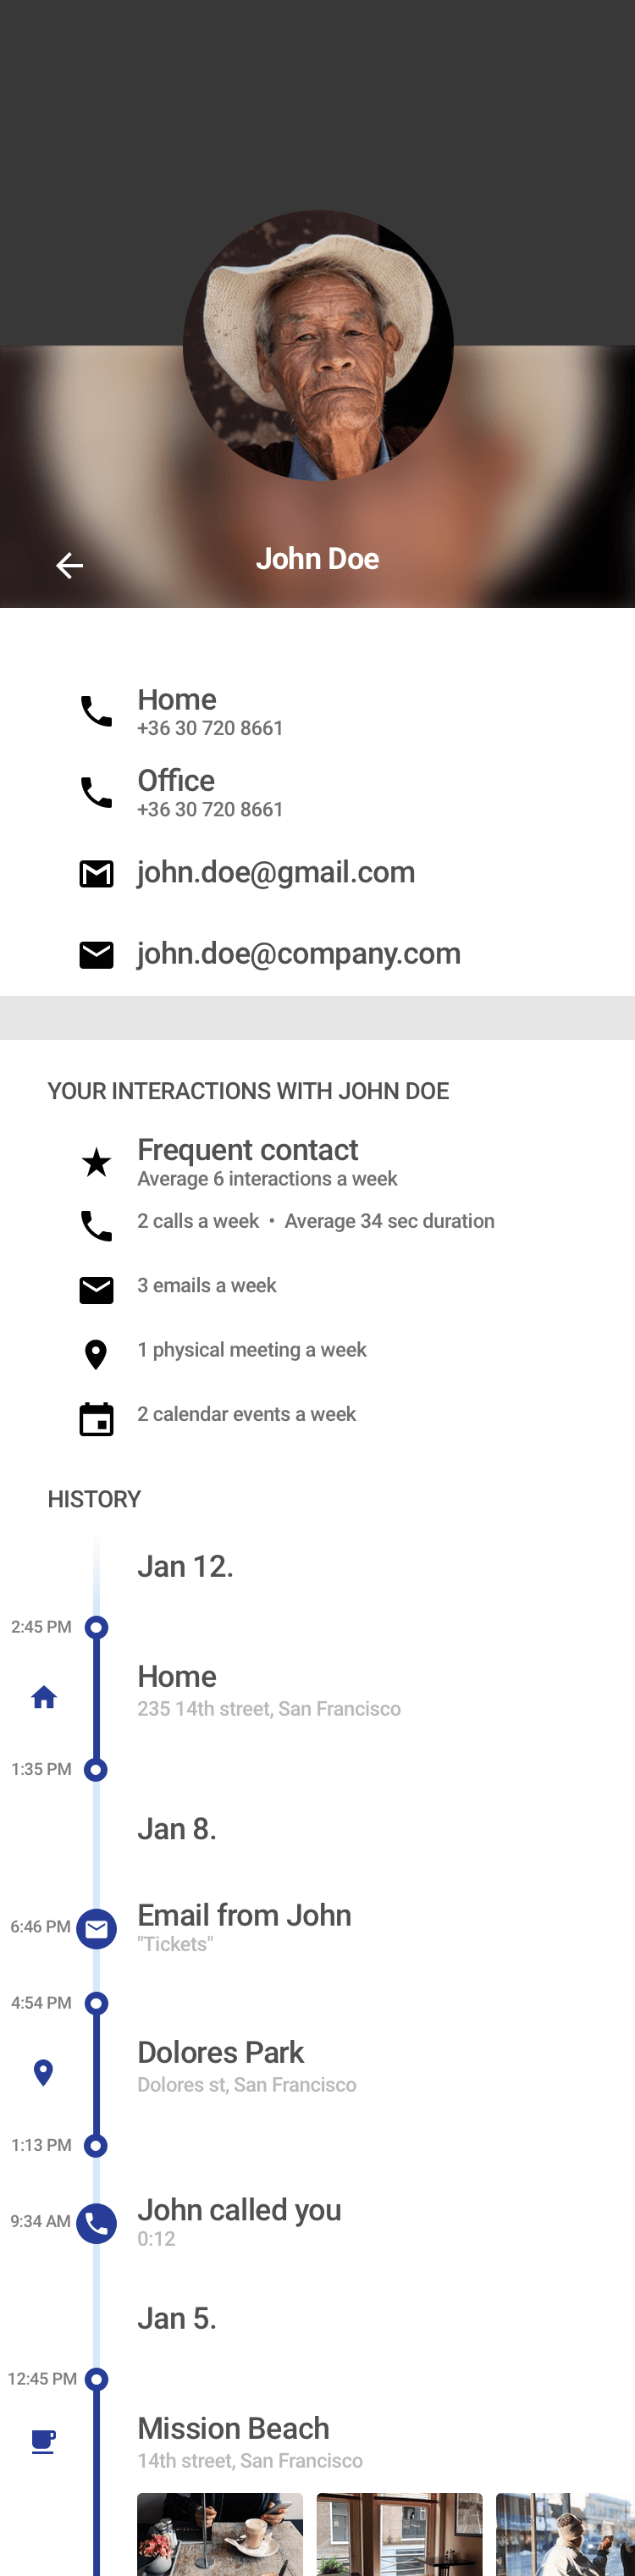 John Doe
Home
+36 30 720 8661
Office
+36 30 720 8661
john.doe@gmail.com
john.doe@company.com
YOUR INTERACTIONS WITH JOHN DOE
Frequent contact
Average 6 interactions a week
2 calls a week • Average 34 sec duration
3 emails a week
1 physical meeting a week
2 calendar events a week
HISTORY
Jan 12.
2:45 PM
Home
235 14th street, San Francisco
1:35 PM
Jan 8.
6:46 PM
Email from John
"Tickets"
4:54 PM
Dolores Park
Dolores st, San Francisco
1:13 PM
9:34 AM
John called you
0:12
Jan 5.
12:45 PM
Mission Beach
14th street, San Francisco